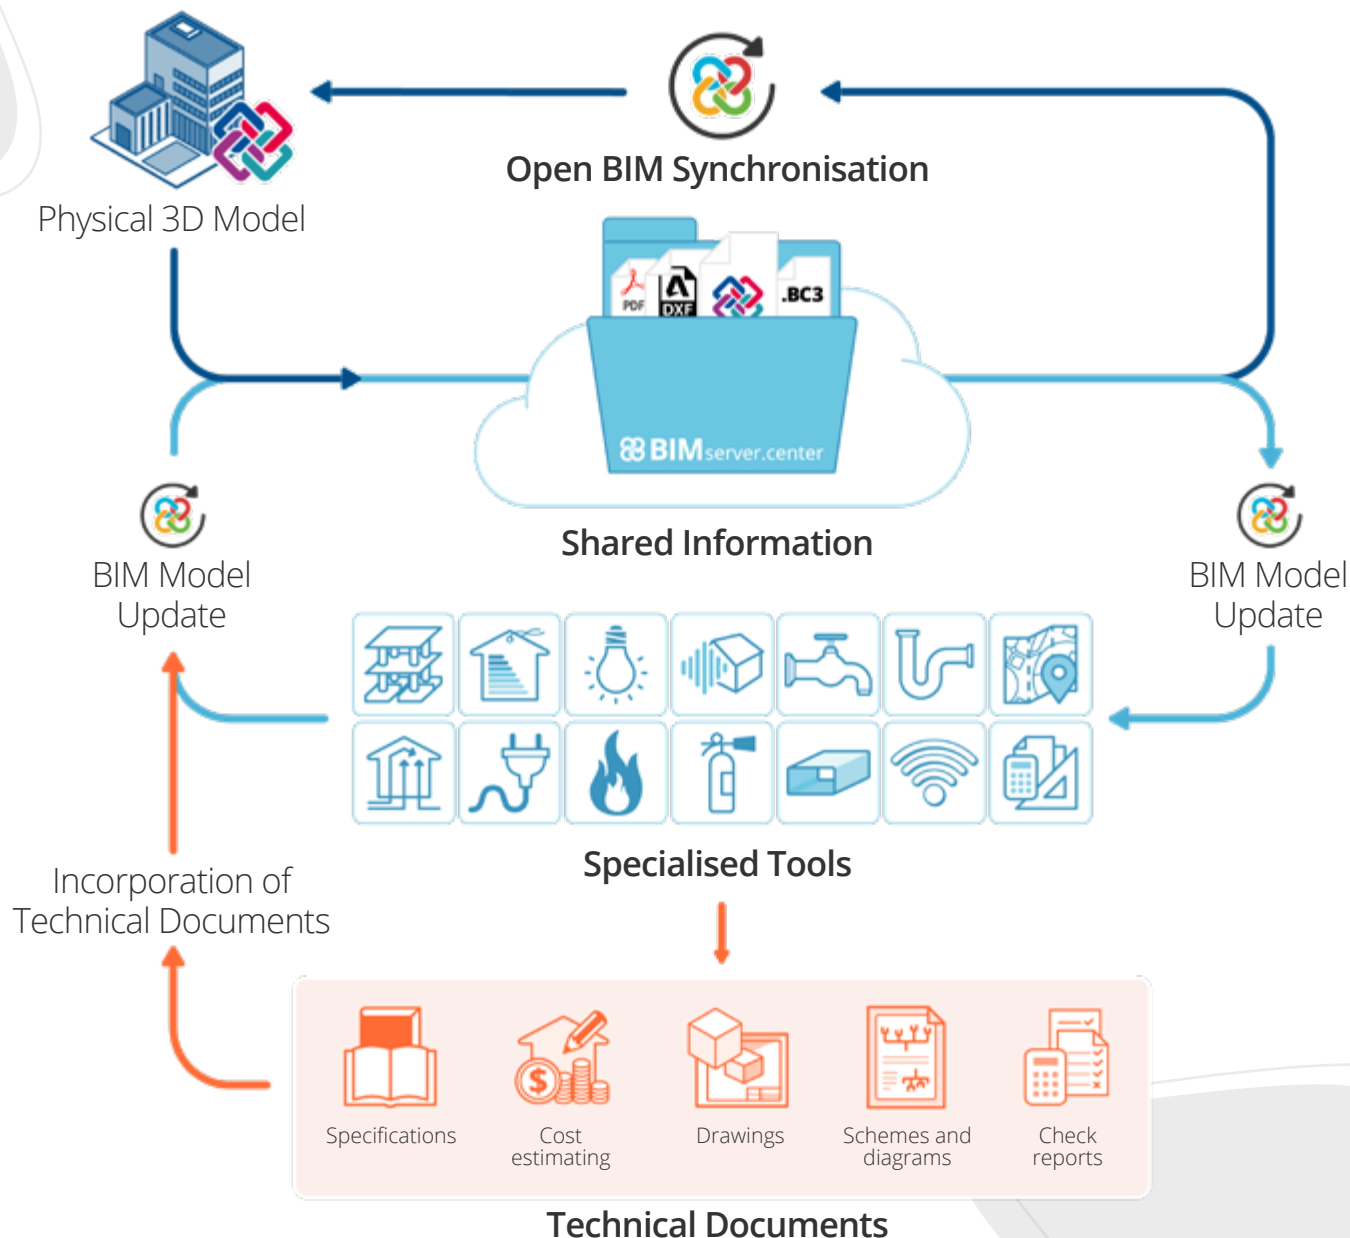 Open BIM Synchronisation
Physical 3D Model
PDF
DXF
.BC3
BIMserver.center
Shared Information
BIM Model
Update
BIM Model
Update
Specialised Tools
Incorporation of
Technical Documents
$
Specifications
Cost
estimating
Drawings
Schemes and
diagrams
Check
reports
Technical Documents